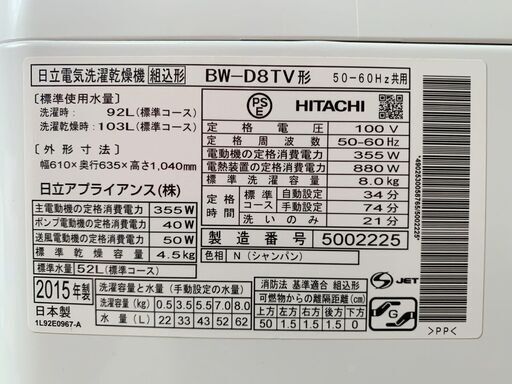 日立電気洗濯乾燥機 組込形 BW-D8TV形 50-60Hz共用
〔標準使用水量〕
洗濯時： 92L(標準コース)
洗濯乾燥時：103L(標準コース)
〔外形寸法〕
幅610×奥行635×高さ1,040mm
日立アプライアンス(株)
主電動機の定格消費電力 355W
ポンプ電動機の定格消費電力 40W
送風電動機の定格消費電力 50W
標準乾燥容量 4.5kg
標準水量52L(標準コース)
PS
E
HITACHI
定格電圧 100V
定格周波数 50-60Hz
電動機の定格消費電力 355W
電熱装置の定格消費電力 880W
標準洗濯容量 8.0kg
定格時間 自動設定 34分
手動設定 74分
洗いのみ 21分
製造番号 5002225
色相 N (シャンパン)
2015年製
日本製
1L92E0967-A
洗濯容量と水量(手動設定の水量)
洗濯容量(kg) 0.5 3.5 5.5 7.0 8.0
水量(L) 22 33 43 52 62
消防法 基準適合 組込形
可燃物からの離隔距離(cm)
上方 左方 右方 前方 後方 下方
50 1.5 1.5 5 1.5 0
S JET
G
>PP<